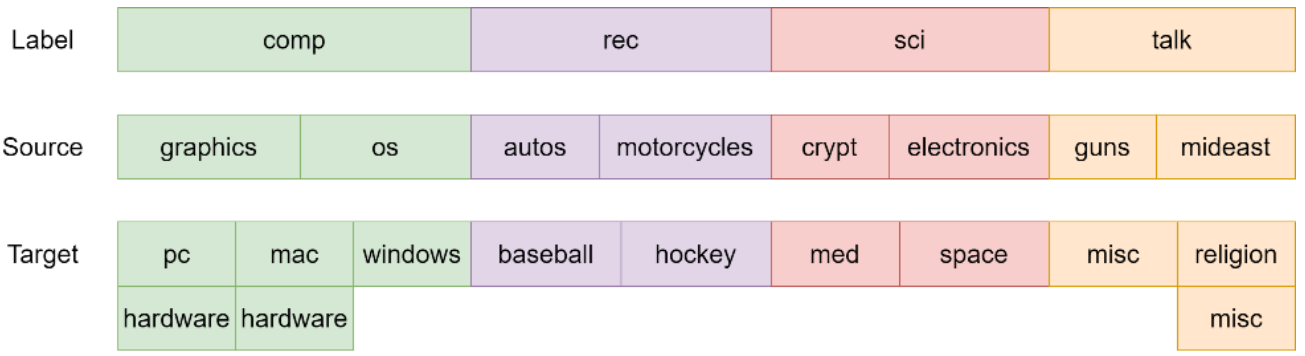 Label comp rec sci talk
Source graphics os autos motorcycles crypt electronics guns mideast
Target pc mac windows baseball hockey med space misc religion
hardware hardware misc